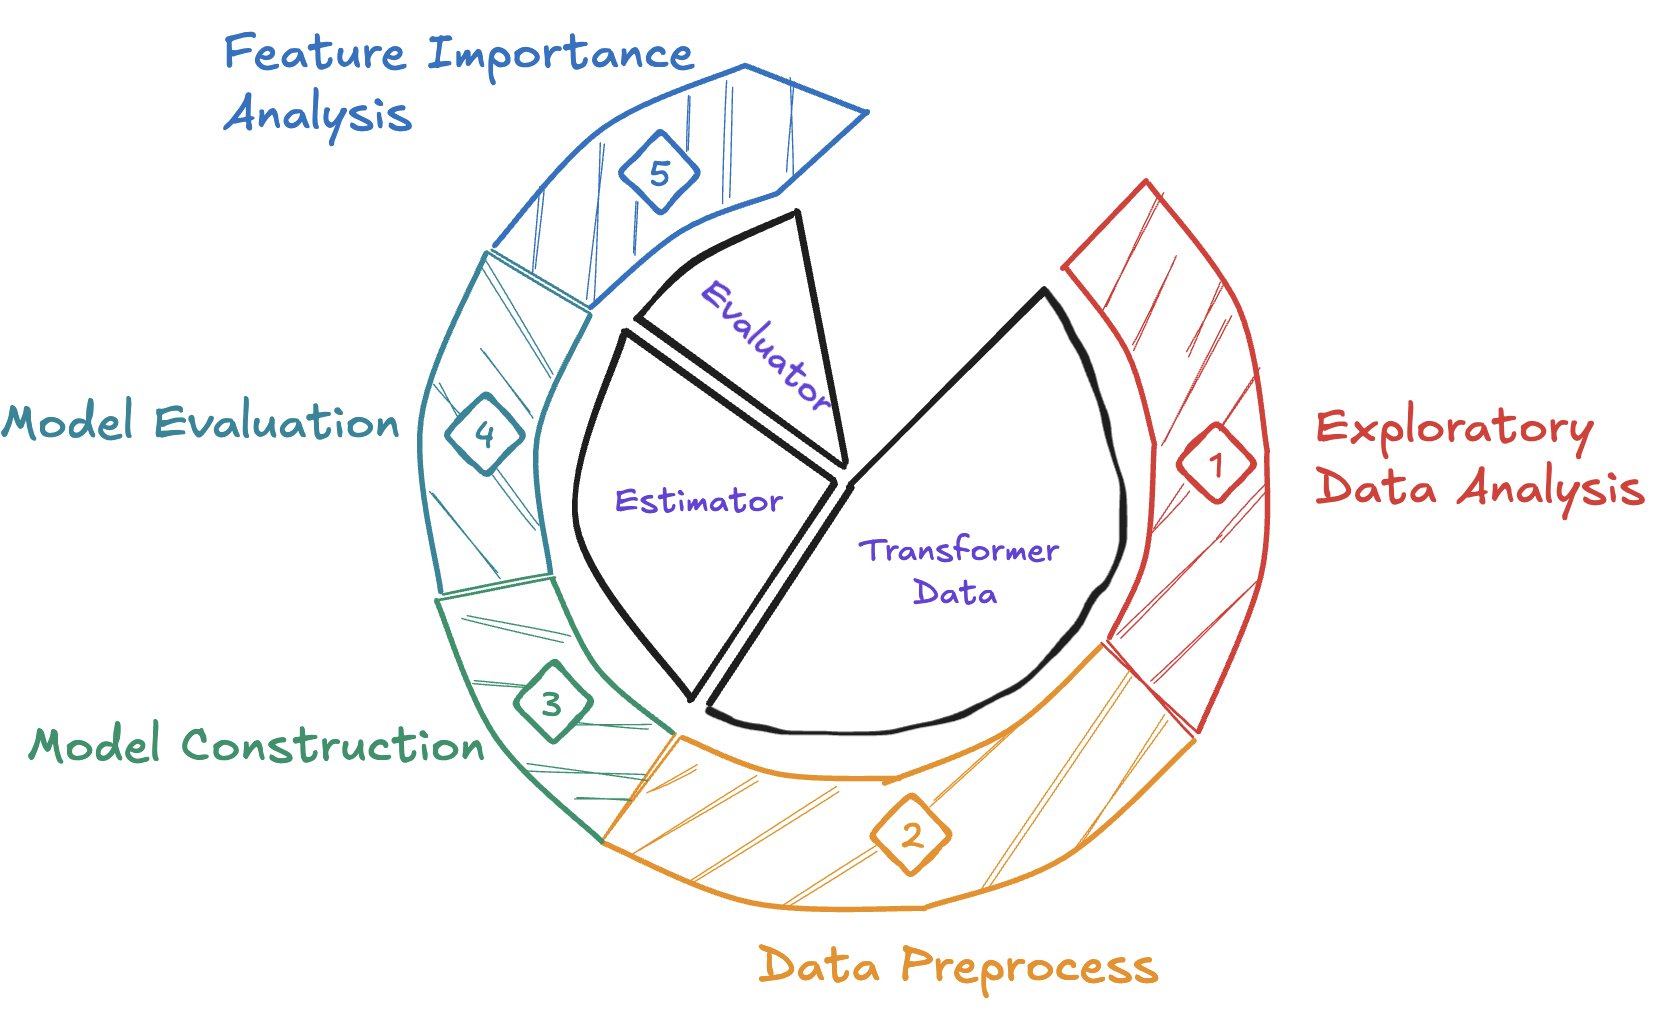 Feature Importance
Analysis
5
Evaluator
Model Evaluation
4
Estimator
1
Exploratory
Data Analysis
Transformer
Data
3
Model Construction
2
Data Preprocess